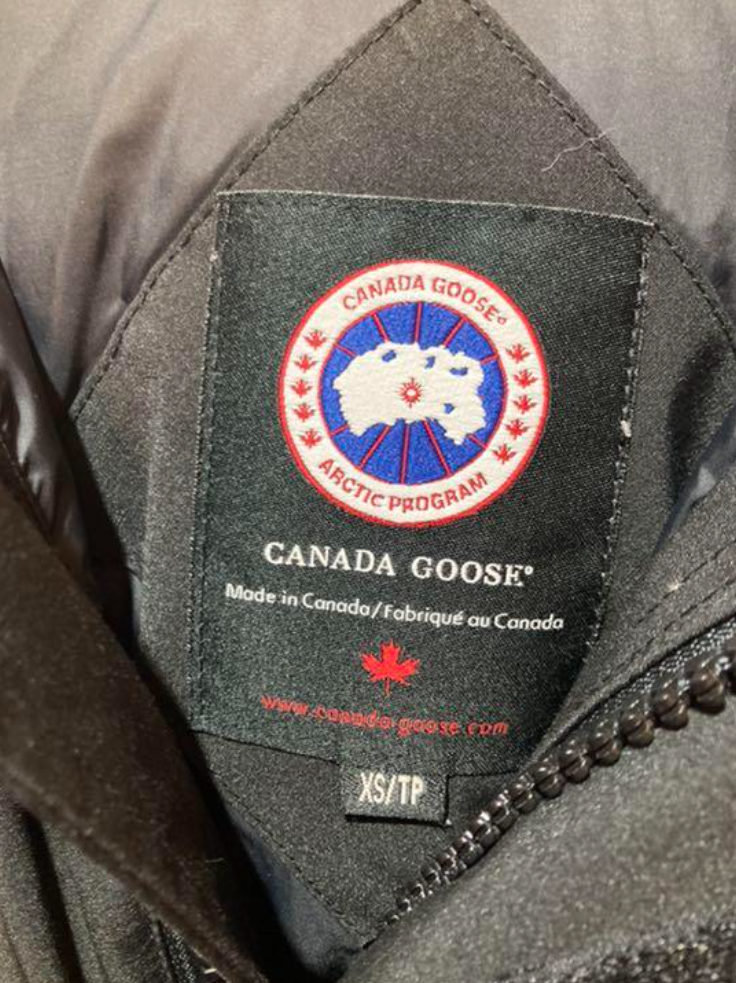 CANADA GOOSE®
ARCTIC PROGRAM
CANADA GOOSE®
Made in Canada/Fabriqué au Canada
www.canada-goose.com
XS/TP